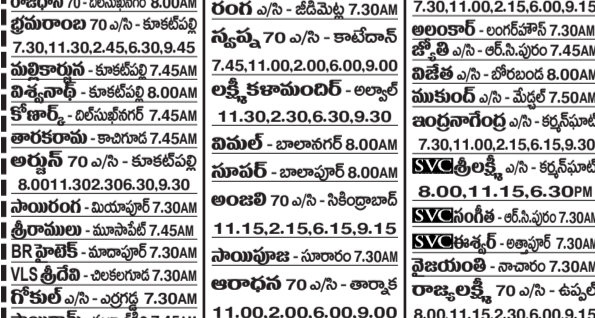 రాజధాని 70 - దిలసుఖనగర్ 8.00AM
భ్రమరాంబ 70 ఎ/సి - కూకట్‌పల్లి
7.30,11.30,2.45,6.30,9.45
మల్లికార్జున - కూకట్‌పల్లి 7.45AM
విశ్వనాథ్ - కూకట్‌పల్లి 8.00AM
కోణార్క్ - దిల్‌సుఖ్‌నగర్ 7.45AM
తారకరామ - కాచిగూడ 7.45AM
అర్జున్ 70 ఎ/సి - కూకట్‌పల్లి
8.0011.302.306.30,9.30
సాయిరంగ - మియాపూర్ 7.30AM
శ్రీరాములు - మూసాపేట్ 7.45AM
BR హైటెక్ - మాదాపూర్ 7.30AM
VLS శ్రీదేవి - చిలకలగూడ 7.30AM
గోకుల్ ఎ/సి - ఎర్రగడ్డ 7.30AM
రంగ ఎ/సి - జీడిమెట్ల 7.30AM
స్వప్న 70 ఎ/సి - కాటేదాన్
7.45,11.00,2.00,6.00,9.00
లక్ష్మీకళామందిర్ - అల్వాల్
11.30,2.30,6.30,9.30
విమల్ - బాలానగర్ 8.00AM
సూపర్ - బాలాపూర్ 8.00AM
అంజలి 70 ఎ/సి - సికింద్రాబాద్
11.15,2.15,6.15,9.15
సాయిపూజ - సూరారం 7.30AM
ఆరాధన 70 ఎ/సి - తార్నాక
11.00,2.00,6.00,9.00
7.30,11.00,2.15,6.00,9.15
అలంకార్ - లంగర్‌హౌస్ 7.30AM
జ్యోతి ఎ/సి - ఆర్.సి.పురం 7.45AM
విజేత ఎ/సి - బోరబండ 8.00AM
ముకుంద్ ఎ/సి - మేడ్చల్ 7.50AM
ఇంద్రనాగేంద్ర ఎ/సి - కర్మన్‌ఘాట్
7.30,11.00,2.15,6.15,9.30
SVC శ్రీలక్ష్మీ ఎ/సి - కర్మన్‌ఘాట్
8.00,11.15,6.30PM
SVC సంగీత - ఆర్.సి.పురం 7.30AM
SVC ఈశ్వర్ - అత్తాపూర్ 7.30AM
వైజయంతి - నాచారం 7.30AM
రాజ్యలక్ష్మి 70 ఎ/సి - ఉప్పల్
8.00,11.15,2.30,6.00,9.15